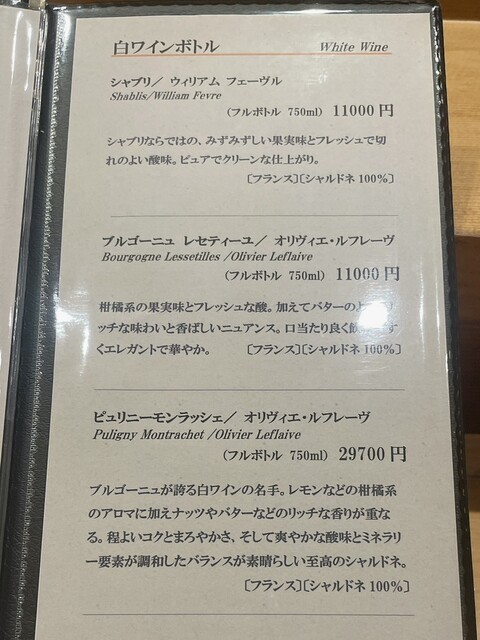 白ワインボトル White Wine
シャブリ／ ウィリアム フェーヴル
Shablis/William Fevre
（フルボトル 750ml） 11000 円
シャブリならではの、みずみずしい果実味とフレッシュで切
れのよい酸味。ピュアでクリーンな仕上がり。
〔フランス〕〔シャルドネ 100%〕
ブルゴーニュ レセティーユ／ オリヴィエ・ルフレーヴ
Bourgogne Lessetilles /Olivier Leflaive
（フルボトル 750ml） 11000 円
柑橘系の果実味とフレッシュな酸。加えてバターの
ッチな味わいと香ばしいニュアンス。口当たり良く
くエレガントで華やか。 〔フランス〕〔シャルドネ 100%〕
ピュリニーモンラッシェ／ オリヴィエ・ルフレーヴ
Puligny Montrachet /Olivier Leflaive
（フルボトル 750ml） 29700 円
ブルゴーニュが誇る白ワインの名手。レモンなどの柑橘系
のアロマに加えナッツやバターなどのリッチな香りが重な
る。程よいコクとまろやかさ、そして爽やかな酸味とミネラリ
ー要素が調和したバランスが素晴らしい至高のシャルドネ。
〔フランス〕〔シャルドネ 100%〕